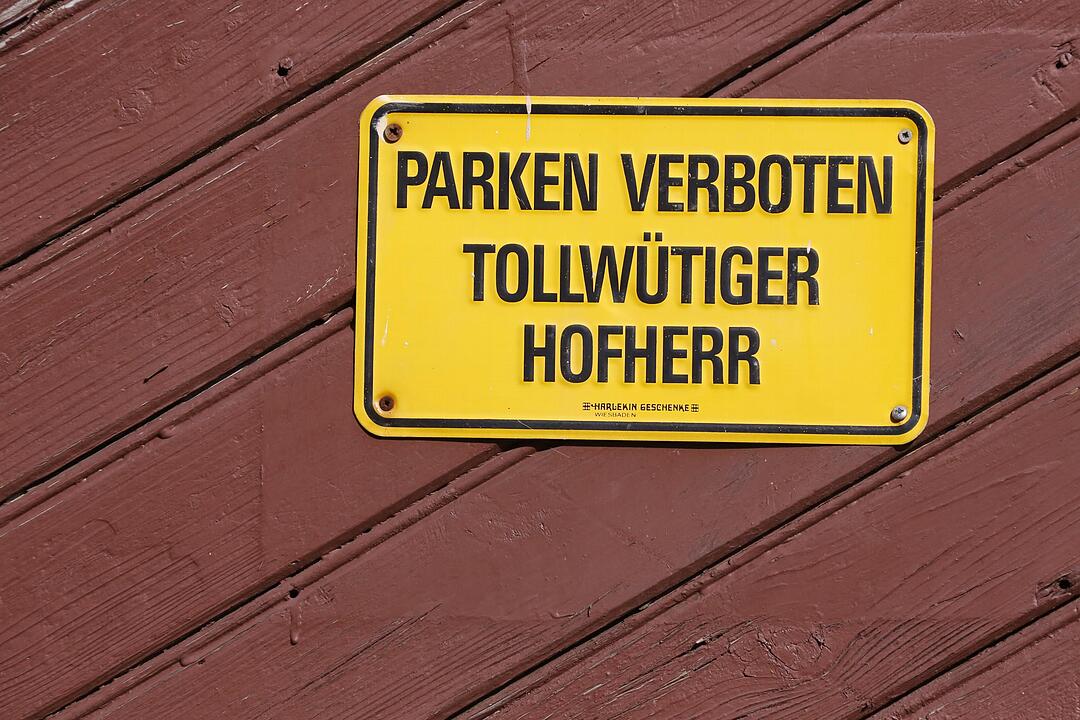 PARKEN VERBOTEN
TOLLWÜTIGER
HOFHERR
HARLEKIN GESCHENKE
WIESBADEN